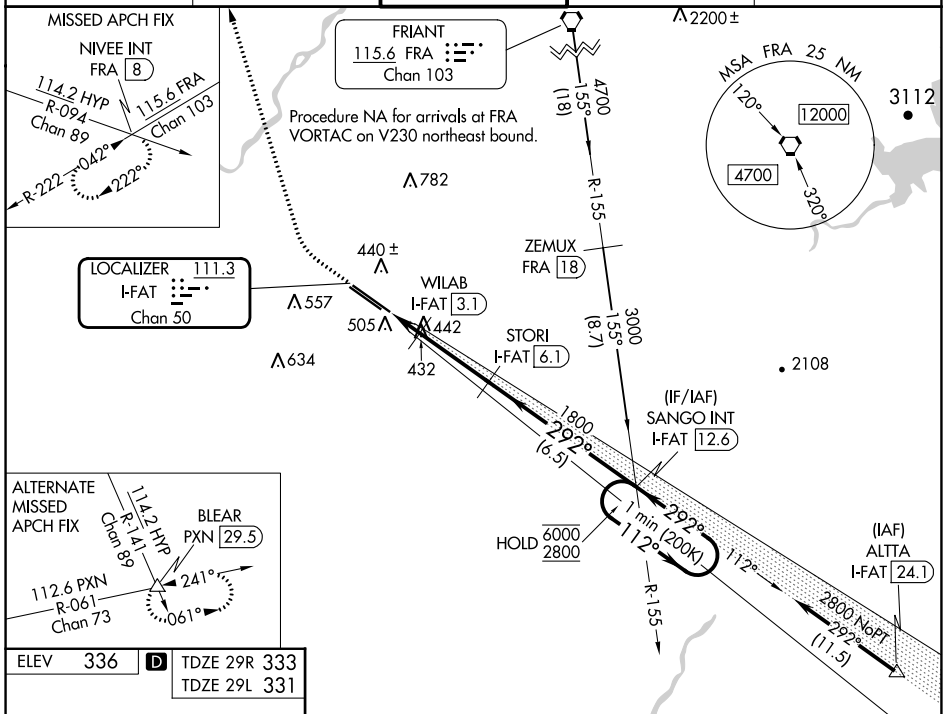 MISSED APCH FIX
NIVEE INT
FRA 8
114.2 HYP
R-094
Chan 89
115.6 FRA
Chan 103
R-222
042°
222°
FRIANT
115.6 FRA
Chan 103
Procedure NA for arrivals at FRA
VORTAC on V230 northeast bound.
2200 ±
4700
155°
(18)
R-155
MSA FRA 25 NM
120°
12000
4700
320°
3112
782
ZEMUX
FRA 18
LOCALIZER 111.3
I-FAT
Chan 50
440 ±
557
505
442
432
634
WILAB
I-FAT 3.1
STORI
I-FAT 6.1
3000
155°
(8.7)
2108
(IF/IAF)
SANGO INT
I-FAT 12.6
1800
292°
(6.5)
HOLD 6000
2800
292°
1 min (200K)
112°
112°
R-155
(IAF)
ALTTA
I-FAT 24.1
2800 NoPT
292°
(11.5)
ALTERNATE
MISSED
APCH FIX
114.2 HYP
R-141
Chan 89
BLEAR
PXN 29.5
112.6 PXN
R-061
Chan 73
241°
061°
ELEV 336
D
TDZE 29R 333
TDZE 29L 331